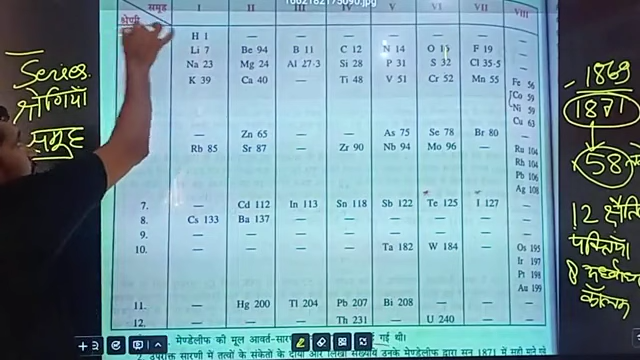 1662182175090.jpg
समूह I II III IV V VI VII VIII
श्रेणी
H 1 — — — — — — —
Li 7 Be 94 B 11 C 12 N 14 O 16 F 19 —
Na 23 Mg 24 Al 27·3 Si 28 P 31 S 32 Cl 35·5 —
K 39 Ca 40 — Ti 48 V 51 Cr 52 Mn 55 Fe 56
Co 59
Ni 59
Cu 63
— Zn 65 — — As 75 Se 78 Br 80
Rb 85 Sr 87 — Zr 90 Nb 94 Mo 96 — Ru 104
Rh 104
Pb 106
Ag 108
7. — Cd 112 In 113 Sn 118 Sb 122 Te 125 I 127
8. Cs 133 Ba 137 — — — — — —
9. — — — — — — — —
10. — — — — Ta 182 W 184 — Os 195
Ir 197
Pt 198
Au 199
11. — Hg 200 Tl 204 Pb 207 Bi 208 — —
12. — — — Th 231 — U 240 —
मेण्डेलीफ की मूल आवर्त-सार
गई थी।
2. उपरोक्त सारणी में तत्वों के संकेतों के दायीं ओर लिखी संख्यायें उनके मेण्डेलीफ द्वारा सन् 1871 में
Series
श्रेणियाँ
समूह
1869
1871
58
12 क्षैतिज
पंक्तियाँ
8
कॉलम